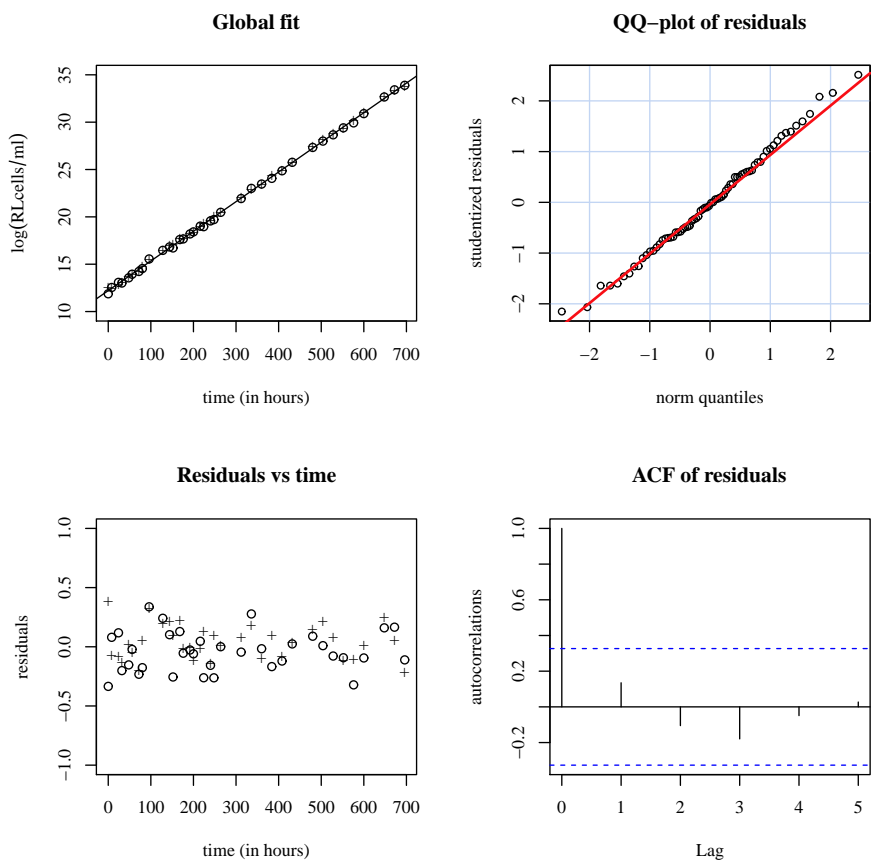 Global fit
log(RLcells/ml)
35
30
25
20
15
10
0 100 200 300 400 500 600 700
time (in hours)
QQ−plot of residuals
studentized residuals
2
1
0
−1
−2
−2 −1 0 1 2
norm quantiles
Residuals vs time
residuals
1.0
0.5
0.0
−0.5
−1.0
0 100 200 300 400 500 600 700
time (in hours)
ACF of residuals
autocorrelations
1.0
0.6
0.2
−0.2
0 1 2 3 4 5
Lag